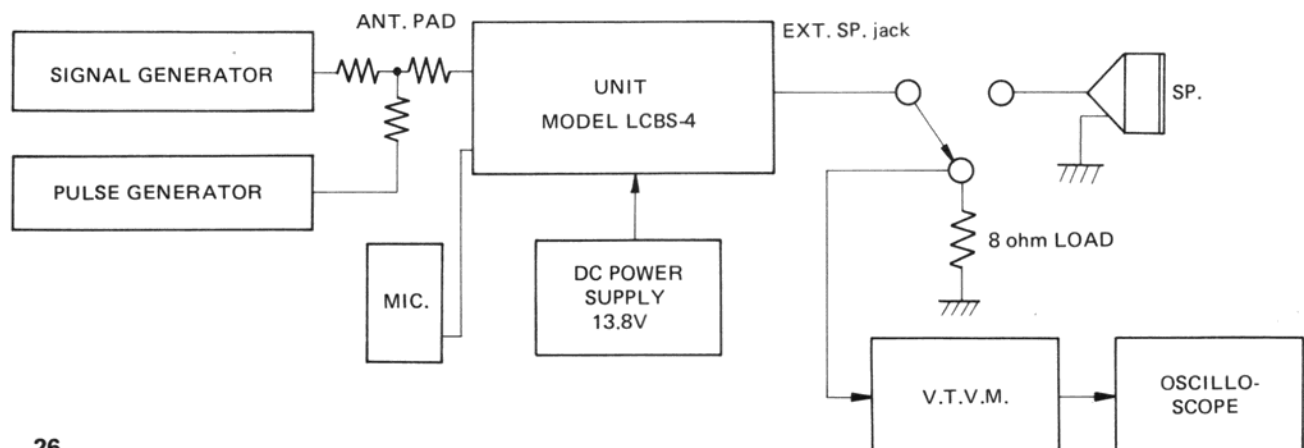 ANT. PAD
SIGNAL GENERATOR
PULSE GENERATOR
UNIT
MODEL LCBS-4
EXT. SP. jack
SP.
8 ohm LOAD
MIC.
DC POWER
SUPPLY
13.8V
V.T.V.M.
OSCILLO-
SCOPE
26